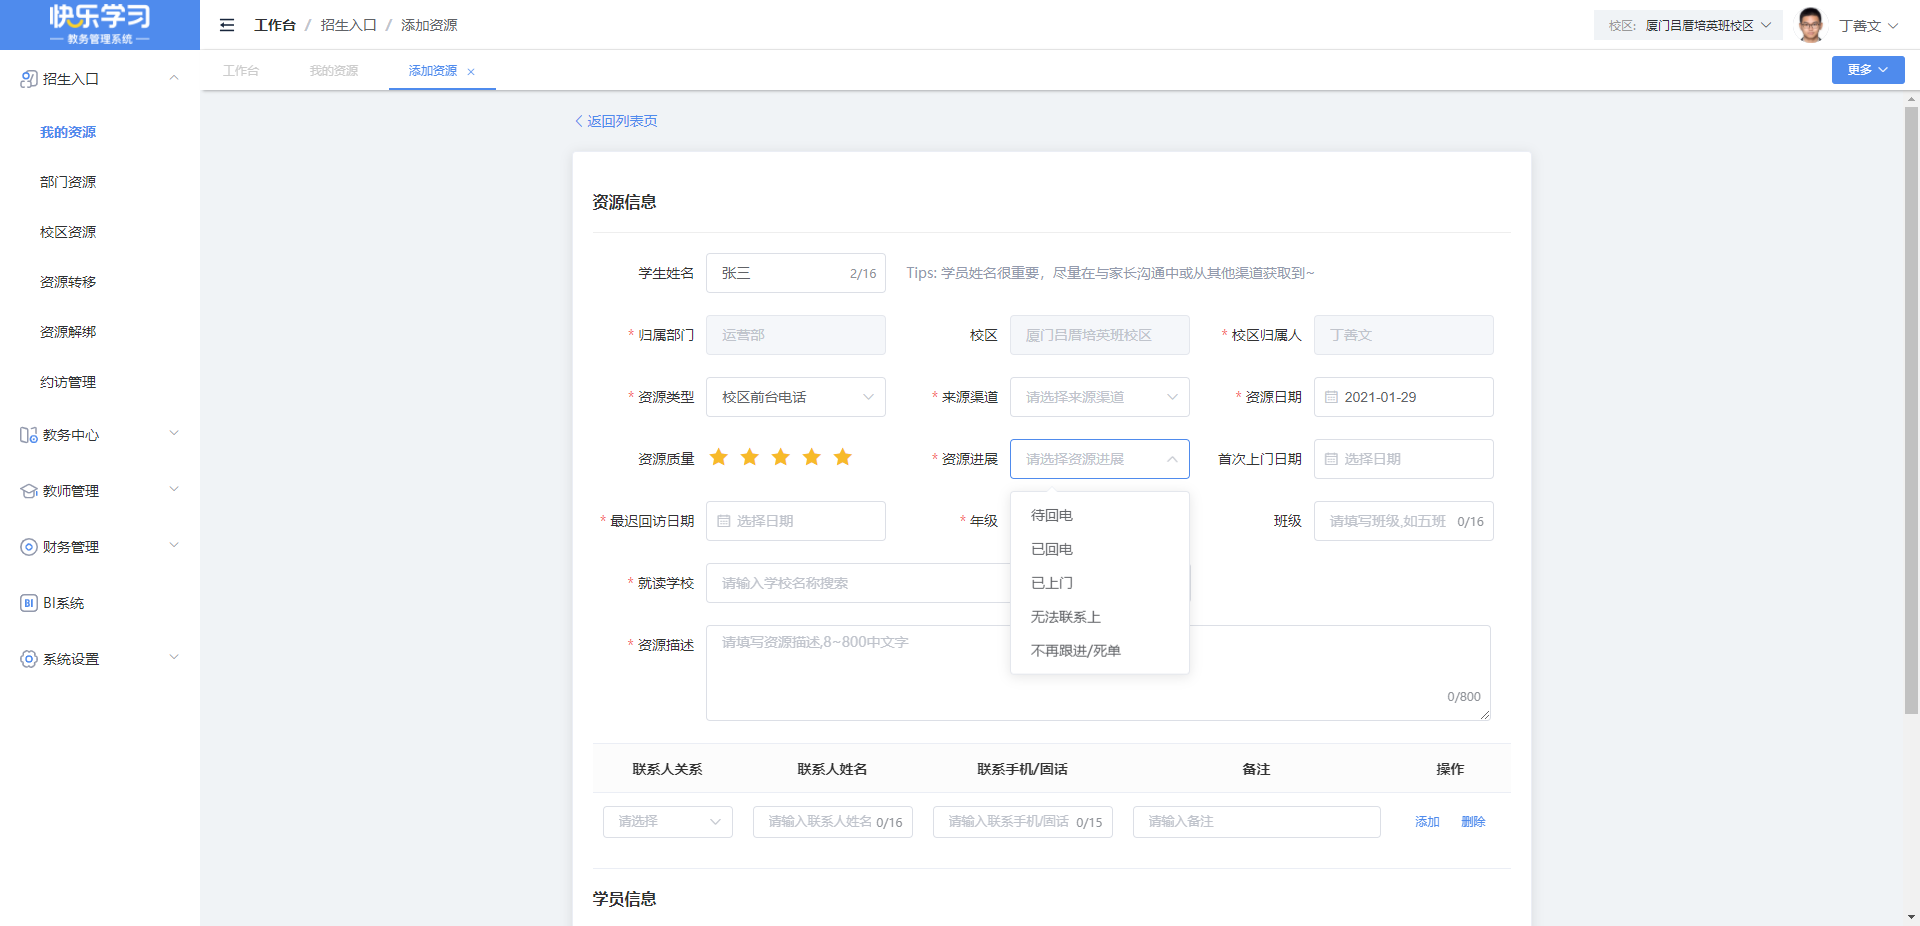 快乐学习
教务管理系统
工作台 / 招生入口 / 添加资源
校区: 厦门吕厝培英班校区
丁善文
工作台 我的资源 添加资源 ×
更多
招生入口
我的资源
部门资源
校区资源
资源转移
资源解绑
约访管理
教务中心
教师管理
财务管理
BI BI系统
系统设置
返回列表页
资源信息
学生姓名 张三 2/16 Tips: 学员姓名很重要，尽量在与家长沟通中或从其他渠道获取到~
* 归属部门 运营部 校区 厦门吕厝培英班校区 * 校区归属人 丁善文
* 资源类型 校区前台电话 * 来源渠道 请选择来源渠道 * 资源日期 2021-01-29
资源质量 * 资源进展 请选择资源进展 首次上门日期 选择日期
* 最迟回访日期 选择日期 * 年级 班级 请填写班级,如五班 0/16
待回电
已回电
已上门
无法联系上
不再跟进/死单
* 就读学校 请输入学校名称搜索
* 资源描述 请填写资源描述,8~800中文字
0/800
联系人关系 联系人姓名 联系手机/固话 备注 操作
请选择 请输入联系人姓名 0/16 请输入联系手机/固话 0/15 请输入备注 添加 删除
学员信息